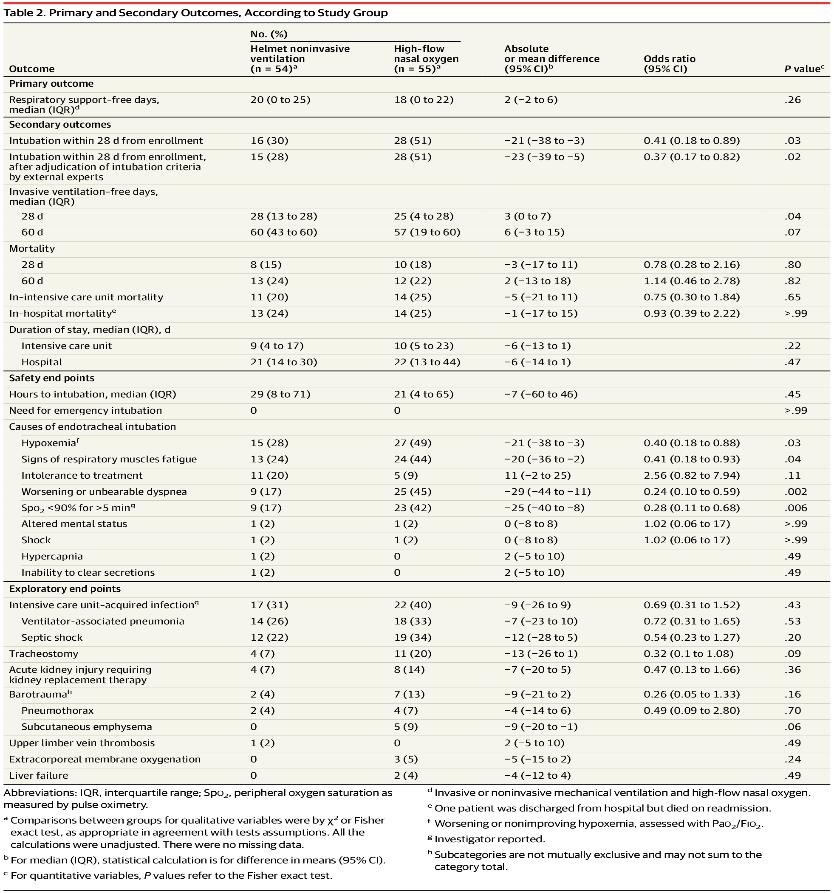 Table 2. Primary and Secondary Outcomes, According to Study Group
No. (%)
Outcome Helmet noninvasive ventilation (n = 54)a High-flow nasal oxygen (n = 55)a Absolute or mean difference (95% CI)b Odds ratio (95% CI) P valuec
Primary outcome
Respiratory support–free days, median (IQR)d 20 (0 to 25) 18 (0 to 22) 2 (−2 to 6) .26
Secondary outcomes
Intubation within 28 d from enrollment 16 (30) 28 (51) −21 (−38 to −3) 0.41 (0.18 to 0.89) .03
Intubation within 28 d from enrollment, after adjudication of intubation criteria by external experts 15 (28) 28 (51) −23 (−39 to −5) 0.37 (0.17 to 0.82) .02
Invasive ventilation–free days, median (IQR)
28 d 28 (13 to 28) 25 (4 to 28) 3 (0 to 7) .04
60 d 60 (43 to 60) 57 (19 to 60) 6 (−3 to 15) .07
Mortality
28 d 8 (15) 10 (18) −3 (−17 to 11) 0.78 (0.28 to 2.16) .80
60 d 13 (24) 12 (22) 2 (−13 to 18) 1.14 (0.46 to 2.78) .82
In-intensive care unit mortality 11 (20) 14 (25) −5 (−21 to 11) 0.75 (0.30 to 1.84) .65
In-hospital mortalitye 13 (24) 14 (25) −1 (−17 to 15) 0.93 (0.39 to 2.22) >.99
Duration of stay, median (IQR), d
Intensive care unit 9 (4 to 17) 10 (5 to 23) −6 (−13 to 1) .22
Hospital 21 (14 to 30) 22 (13 to 44) −6 (−14 to 1) .47
Safety end points
Hours to intubation, median (IQR) 29 (8 to 71) 21 (4 to 65) −7 (−60 to 46) .45
Need for emergency intubation 0 0 >.99
Causes of endotracheal intubation
Hypoxemiaf 15 (28) 27 (49) −21 (−38 to −3) 0.40 (0.18 to 0.88) .03
Signs of respiratory muscles fatigue 13 (24) 24 (44) −20 (−36 to −2) 0.41 (0.18 to 0.93) .04
Intolerance to treatment 11 (20) 5 (9) 11 (−2 to 25) 2.56 (0.82 to 7.94) .11
Worsening or unbearable dyspnea 9 (17) 25 (45) −29 (−44 to −11) 0.24 (0.10 to 0.59) .002
Spo2 <90% for >5 ming 9 (17) 23 (42) −25 (−40 to −8) 0.28 (0.11 to 0.68) .006
Altered mental status 1 (2) 1 (2) 0 (−8 to 8) 1.02 (0.06 to 17) >.99
Shock 1 (2) 1 (2) 0 (−8 to 8) 1.02 (0.06 to 17) >.99
Hypercapnia 1 (2) 0 2 (−5 to 10) .49
Inability to clear secretions 1 (2) 0 2 (−5 to 10) .49
Exploratory end points
Intensive care unit–acquired infectiong 17 (31) 22 (40) −9 (−26 to 9) 0.69 (0.31 to 1.52) .43
Ventilator-associated pneumonia 14 (26) 18 (33) −7 (−23 to 10) 0.72 (0.31 to 1.65) .53
Septic shock 12 (22) 19 (34) −12 (−28 to 5) 0.54 (0.23 to 1.27) .20
Tracheostomy 4 (7) 11 (20) −13 (−26 to 1) 0.32 (0.1 to 1.08) .09
Acute kidney injury requiring kidney replacement therapy 4 (7) 8 (14) −7 (−20 to 5) 0.47 (0.13 to 1.66) .36
Barotraumah 2 (4) 7 (13) −9 (−21 to 2) 0.26 (0.05 to 1.33) .16
Pneumothorax 2 (4) 4 (7) −4 (−14 to 6) 0.49 (0.09 to 2.80) .70
Subcutaneous emphysema 0 5 (9) −9 (−20 to −1) .06
Upper limber vein thrombosis 1 (2) 0 2 (−5 to 10) .49
Extracorporeal membrane oxygenation 0 3 (5) −5 (−15 to 2) .24
Liver failure 0 2 (4) −4 (−12 to 4) .49
Abbreviations: IQR, interquartile range; Spo2, peripheral oxygen saturation as
measured by pulse oximetry.
a Comparisons between groups for qualitative variables were by χ2 or Fisher
exact test, as appropriate in agreement with tests assumptions. All the
calculations were unadjusted. There were no missing data.
b For median (IQR), statistical calculation is for difference in means (95% CI).
c For quantitative variables, P values refer to the Fisher exact test.
d Invasive or noninvasive mechanical ventilation and high-flow nasal oxygen.
e One patient was discharged from hospital but died on readmission.
f Worsening or nonimproving hypoxemia, assessed with Pao2/Fio2.
g Investigator reported.
h Subcategories are not mutually exclusive and may not sum to the
category total.